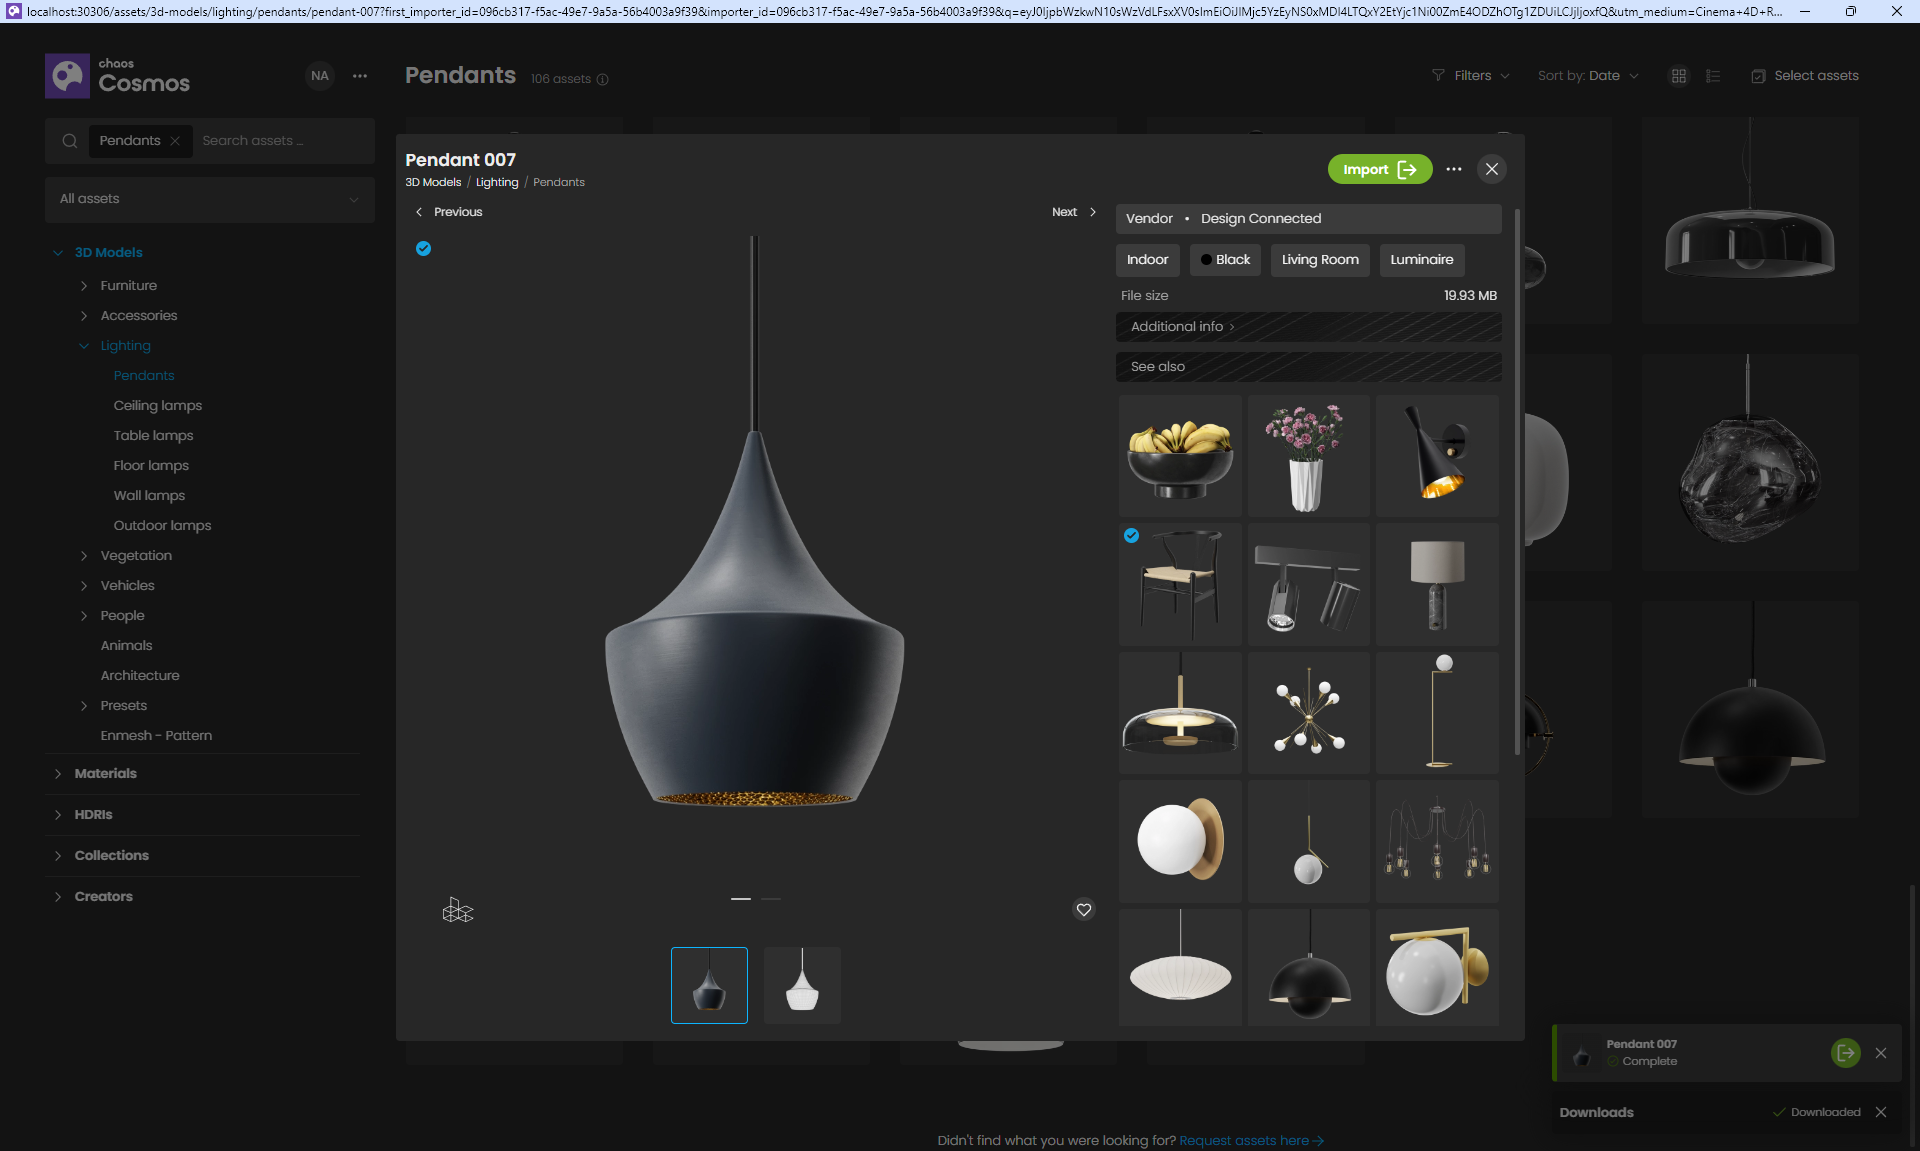 localhost:30306/assets/3d-models/lighting/pendants/pendant-007?first_importer_id=096cb317-f5ac-49e7-9a5a-56b4003a9f39&importer_id=096cb317-f5ac-49e7-9a5a-56b4003a9f39&q=eyJ0IjpbWzkwN10sWzVdLFsxXV0sImEiOiJlMjc5YzEyNS0xMDI4LTQxY2EtYjc1Ni00ZmE4ODZhOTg1ZDUiLCJjIjoxfQ&utm_medium=Cinema+4D+R...
chaos
Cosmos
NA
Pendants 106 assets
Filters
Sort by: Date
Select assets
Pendants
Search assets ...
All assets
3D Models
Furniture
Accessories
Lighting
Pendants
Ceiling lamps
Table lamps
Floor lamps
Wall lamps
Outdoor lamps
Vegetation
Vehicles
People
Animals
Architecture
Presets
Enmesh - Pattern
Materials
HDRIs
Collections
Creators
Pendant 007
3D Models / Lighting / Pendants
Import
Previous
Next
Vendor • Design Connected
Indoor
Black
Living Room
Luminaire
File size 19.93 MB
Additional info
See also
Pendant 007
Complete
Downloads
Downloaded
Didn't find what you were looking for? Request assets here